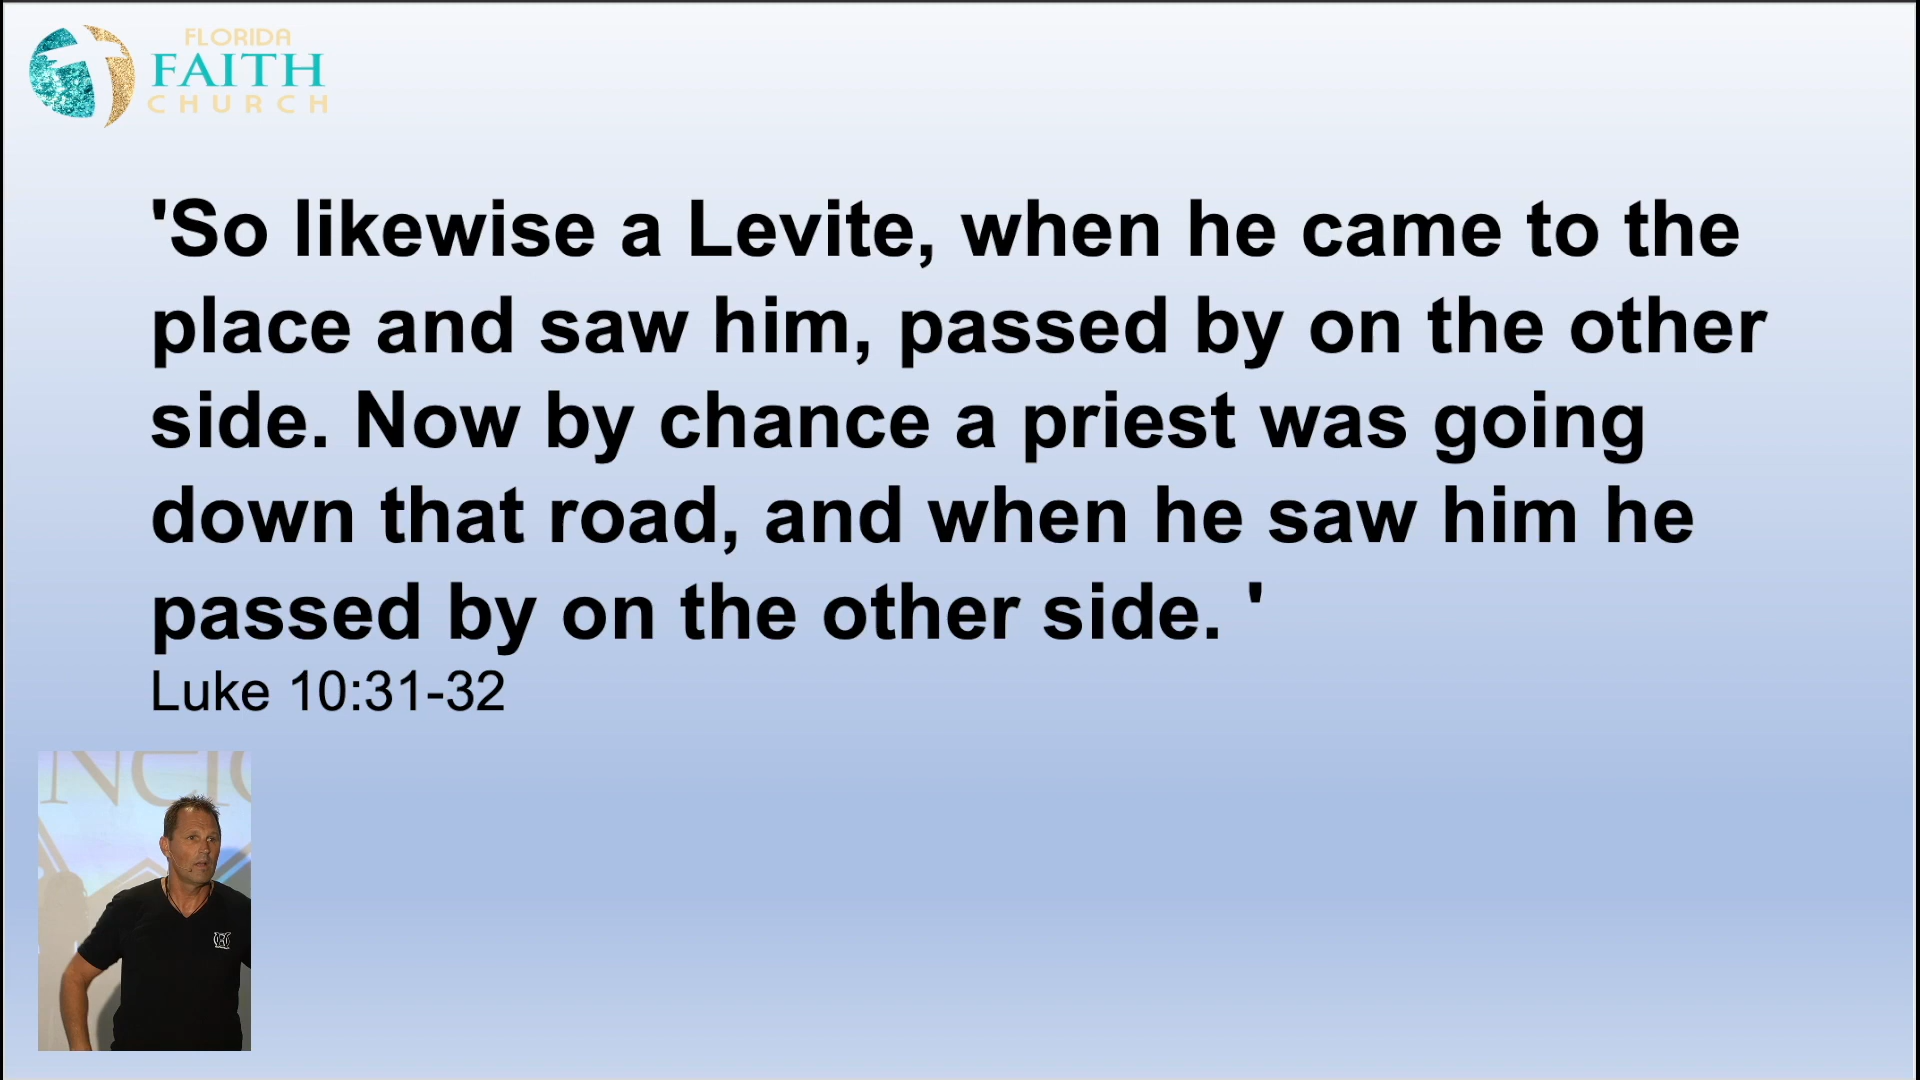 FLORIDA
FAITH
CHURCH
'So likewise a Levite, when he came to the
place and saw him, passed by on the other
side. Now by chance a priest was going
down that road, and when he saw him he
passed by on the other side. '
Luke 10:31-32